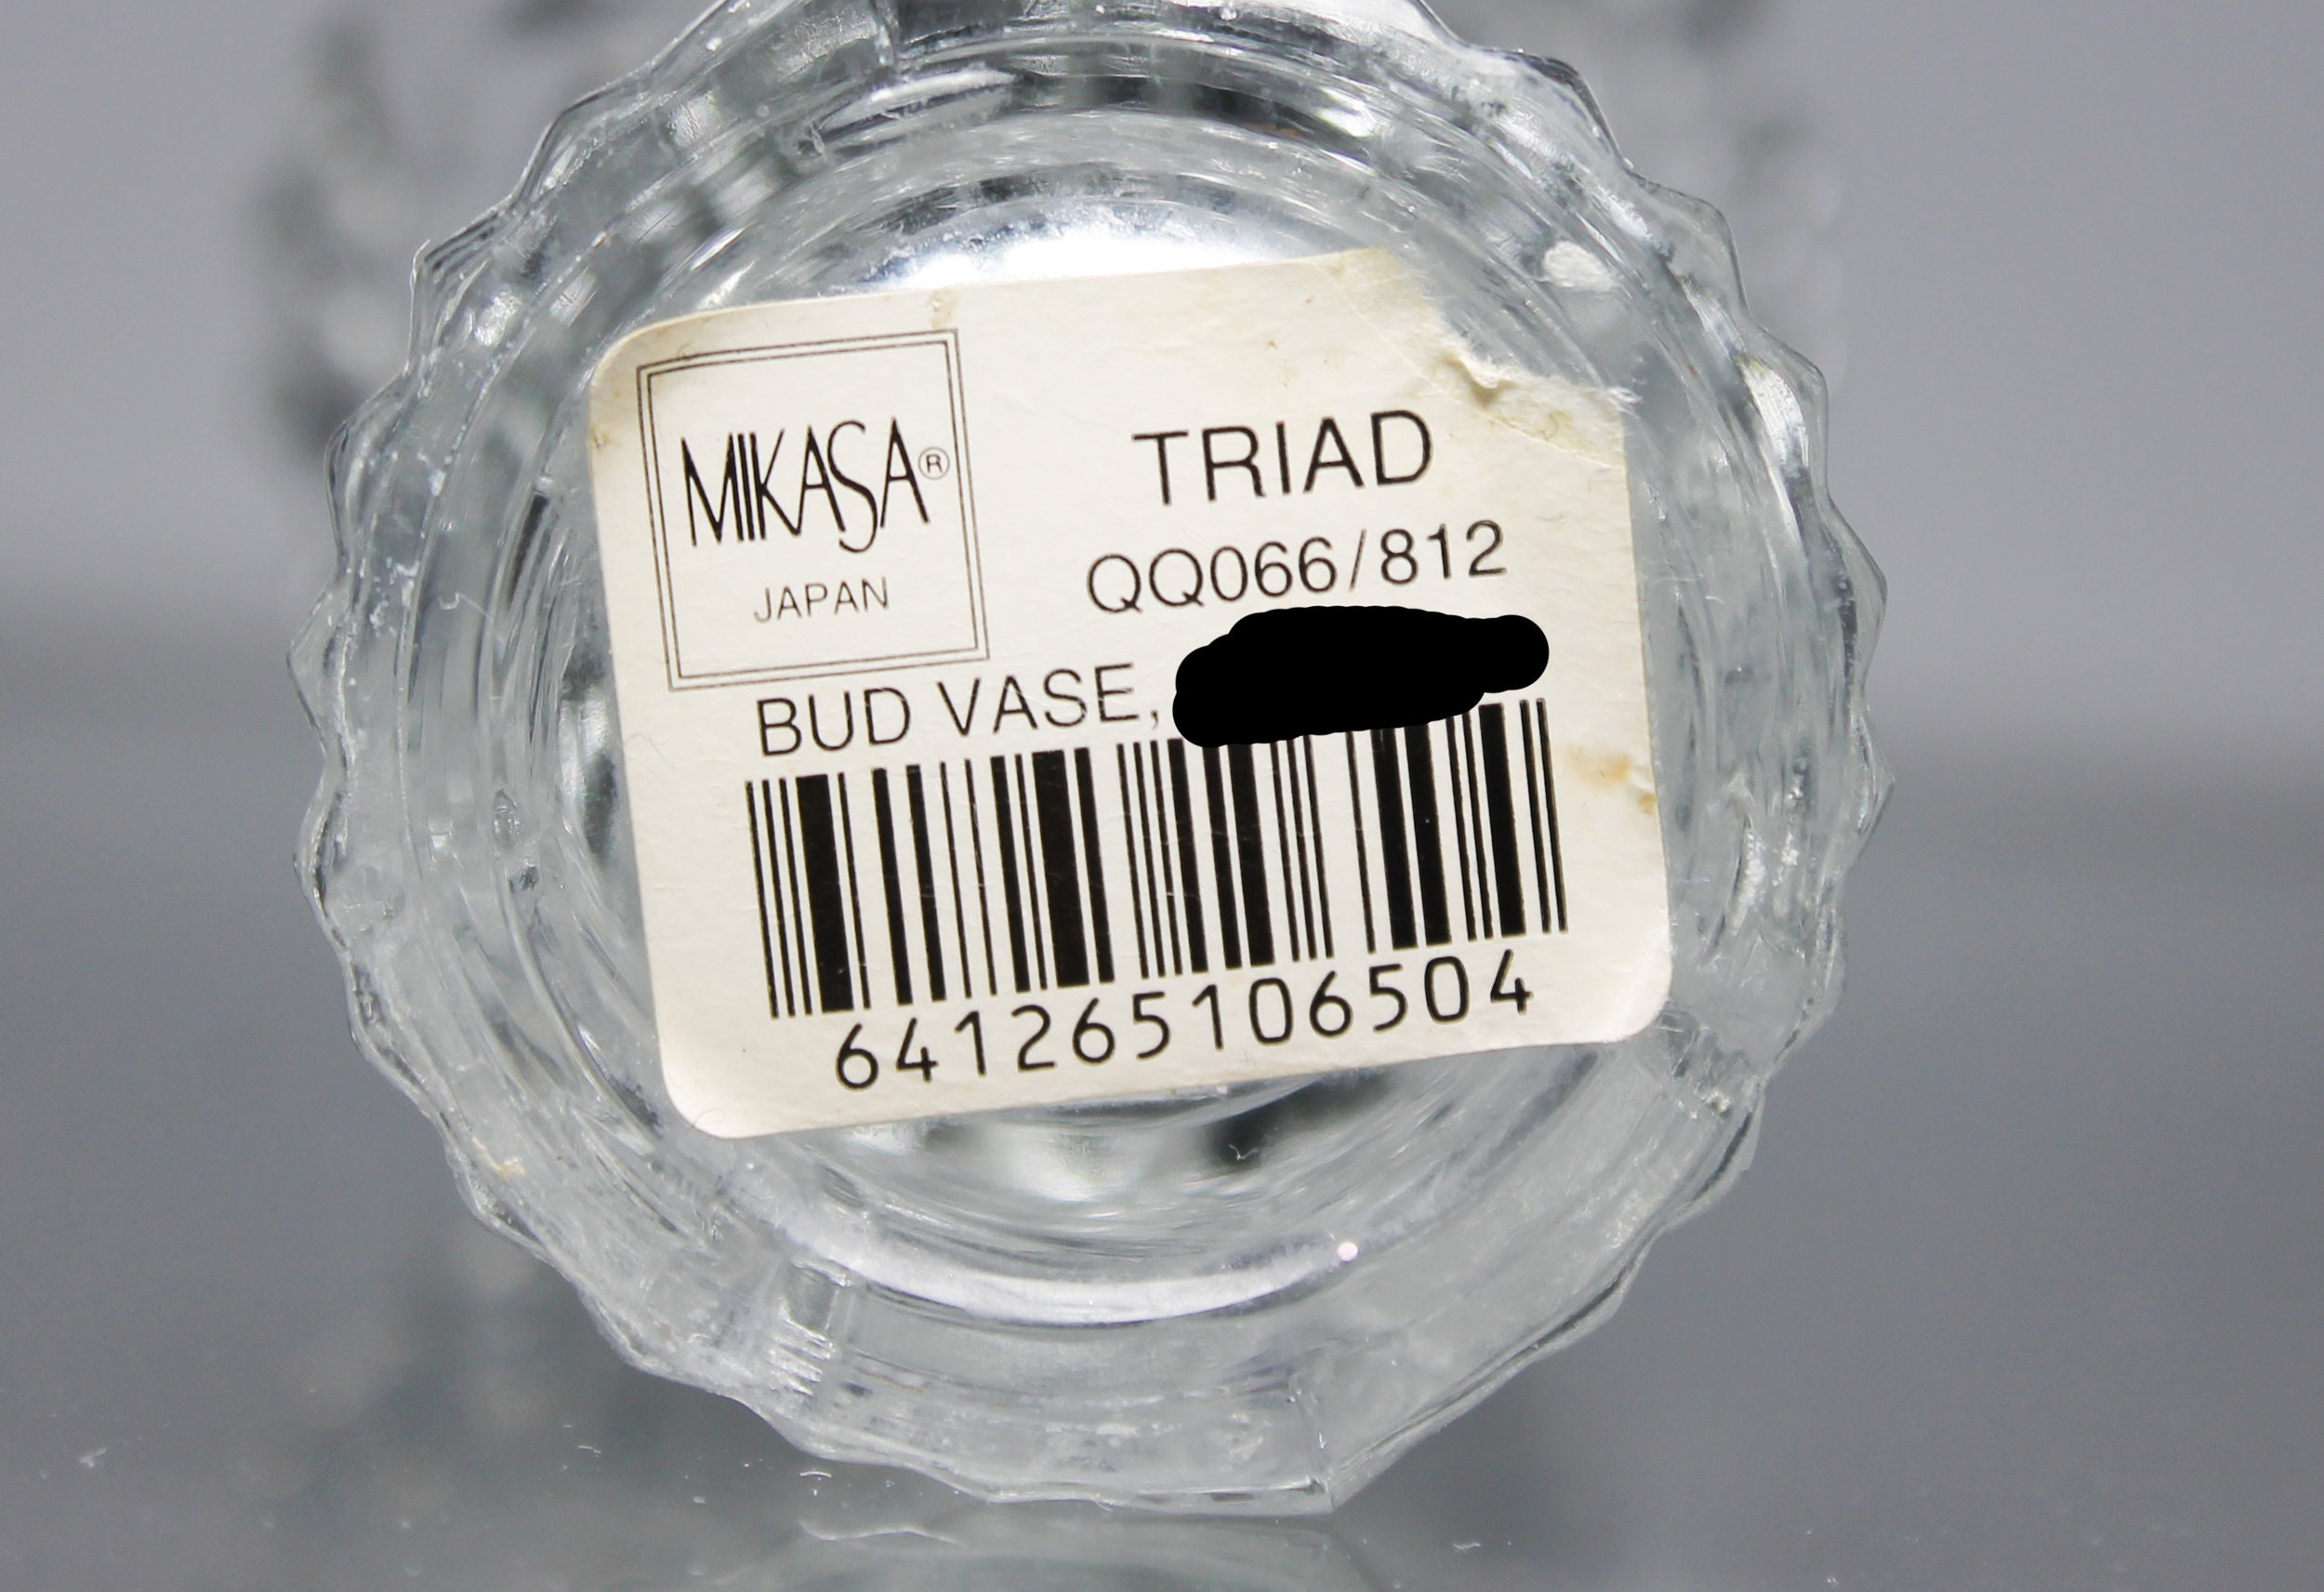 MIKASA®
JAPAN
TRIAD
QQ066/812
BUD VASE,
641265106504